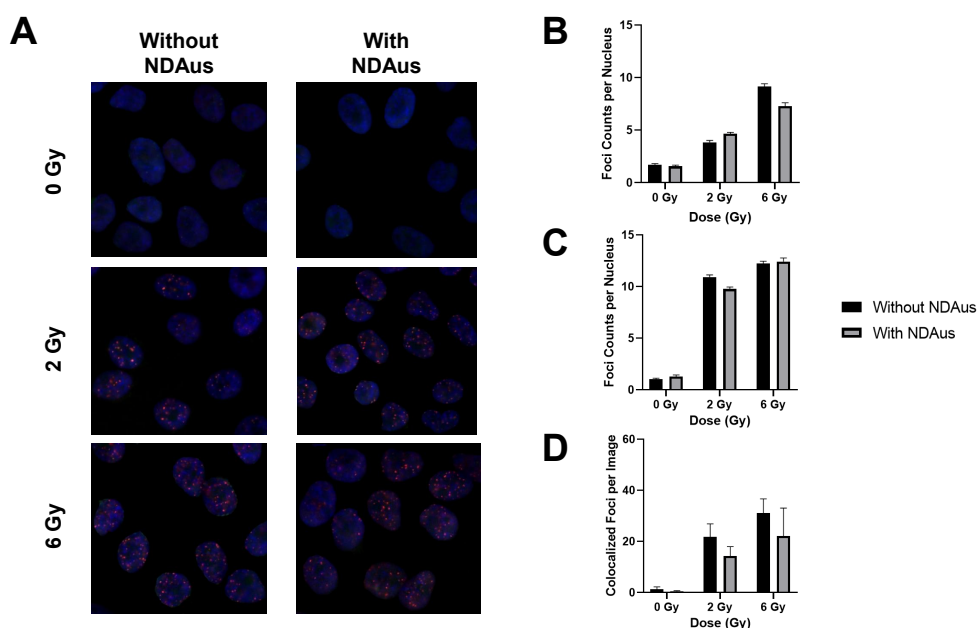 A
Without
NDAus
With
NDAus
0 Gy
2 Gy
6 Gy
B
Foci Counts per Nucleus
15
10
5
0
0 Gy
2 Gy
6 Gy
Dose (Gy)
C
Foci Counts per Nucleus
15
10
5
0
0 Gy
2 Gy
6 Gy
Dose (Gy)
Without NDAus
With NDAus
D
Colocalized Foci per Image
60
40
20
0
0 Gy
2 Gy
6 Gy
Dose (Gy)